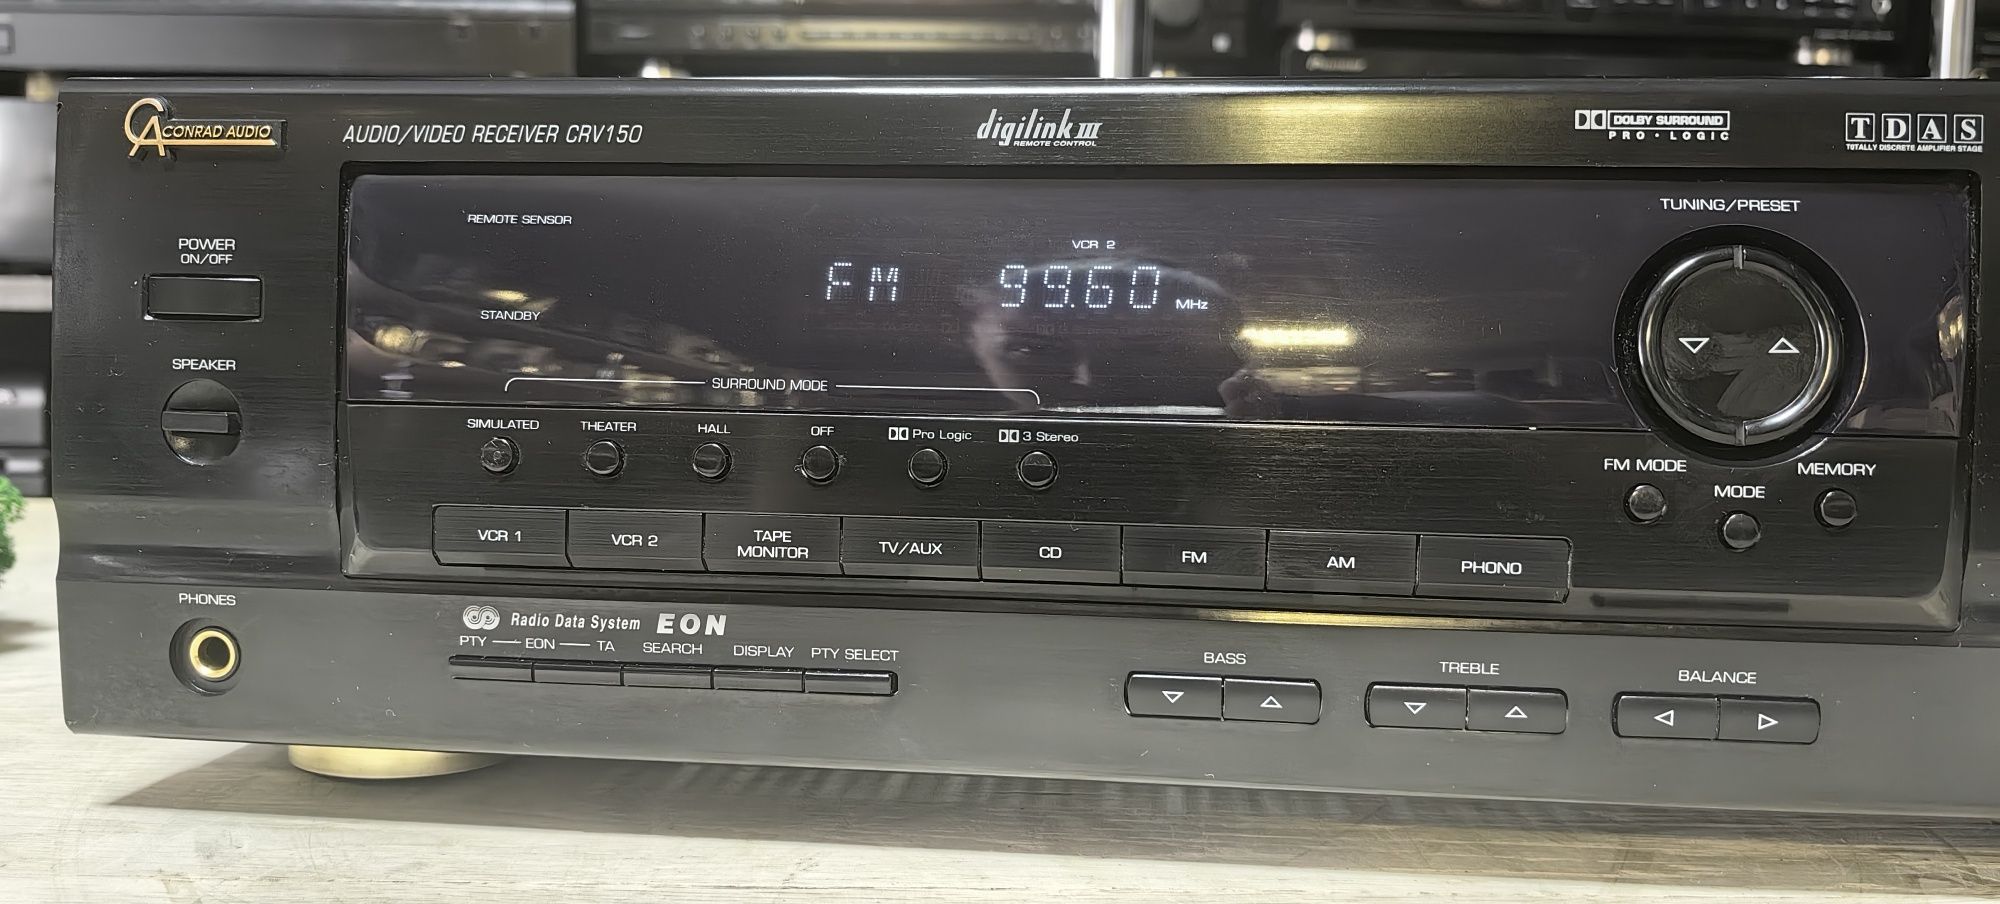 CA CONRAD AUDIO
AUDIO/VIDEO RECEIVER CRV150
digilink III
REMOTE CONTROL
DOLBY SURROUND
PRO · LOGIC
TDAS
TOTALLY DISCRETE AMPLIFIER STAGE
REMOTE SENSOR
TUNING/PRESET
POWER
ON/OFF
VCR 2
FM 99.60 MHz
STANDBY
SPEAKER
SURROUND MODE
SIMULATED THEATER HALL OFF Pro Logic 3 Stereo
FM MODE MODE MEMORY
VCR 1 VCR 2 TAPE MONITOR TV/AUX CD FM AM PHONO
PHONES
Radio Data System EON
PTY EON TA SEARCH DISPLAY PTY SELECT
BASS TREBLE BALANCE